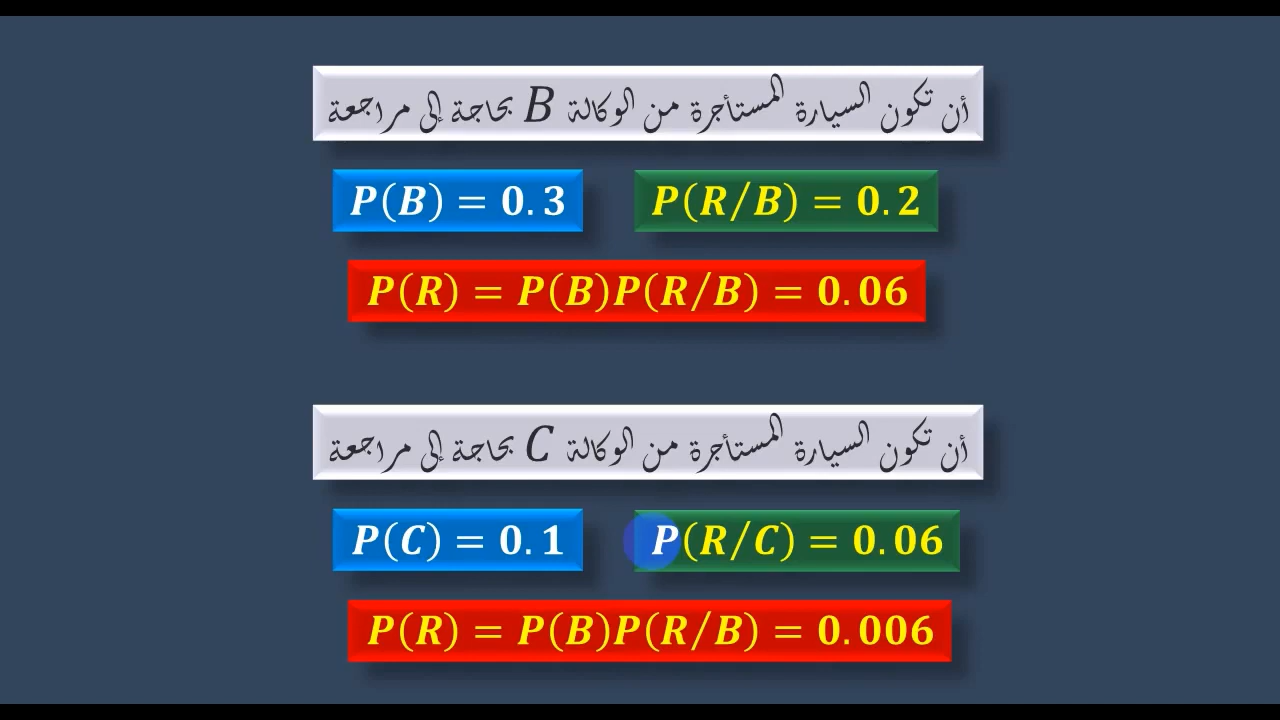 أن تكون السيارة المستأجرة من الوكالة B بحاجة إلى مراجعة
P(B) = 0.3
P(R/B) = 0.2
P(R) = P(B)P(R/B) = 0.06
أن تكون السيارة المستأجرة من الوكالة C بحاجة إلى مراجعة
P(C) = 0.1
P(R/C) = 0.06
P(R) = P(B)P(R/B) = 0.006